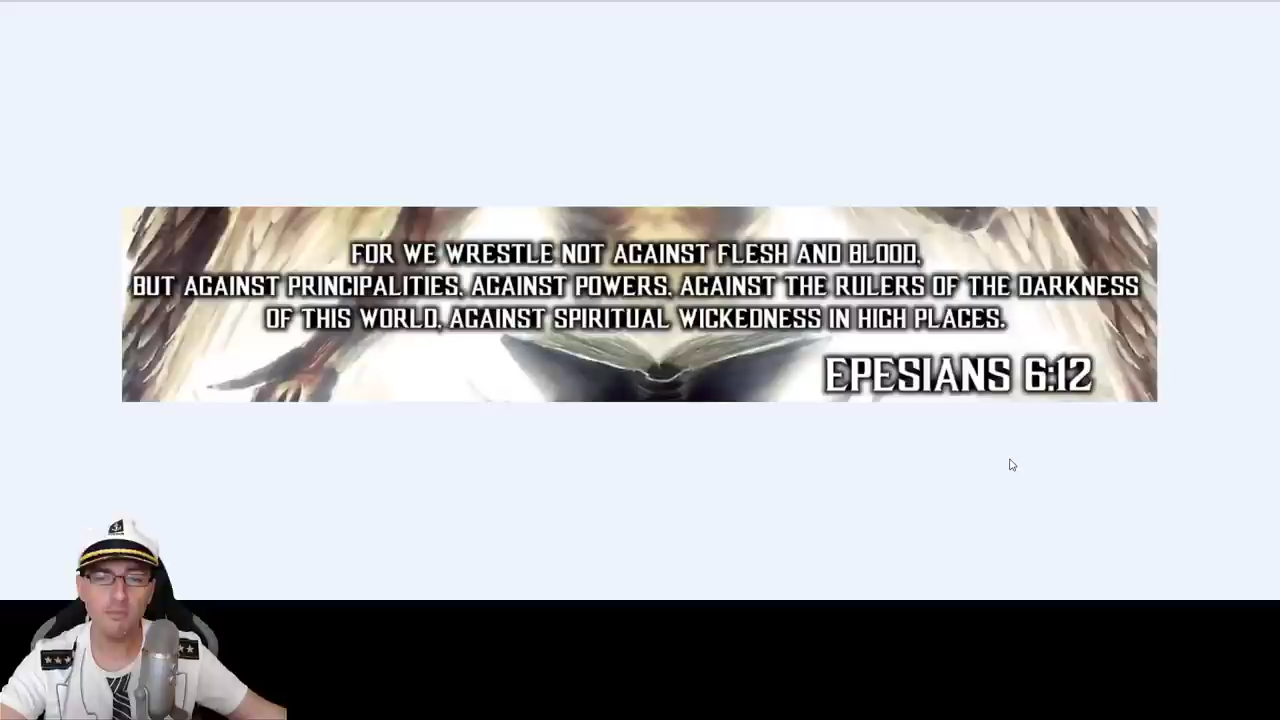 FOR WE WRESTLE NOT AGAINST FLESH AND BLOOD,
BUT AGAINST PRINCIPALITIES, AGAINST POWERS, AGAINST THE RULERS OF THE DARKNESS
OF THIS WORLD, AGAINST SPIRITUAL WICKEDNESS IN HIGH PLACES.
EPESIANS 6:12